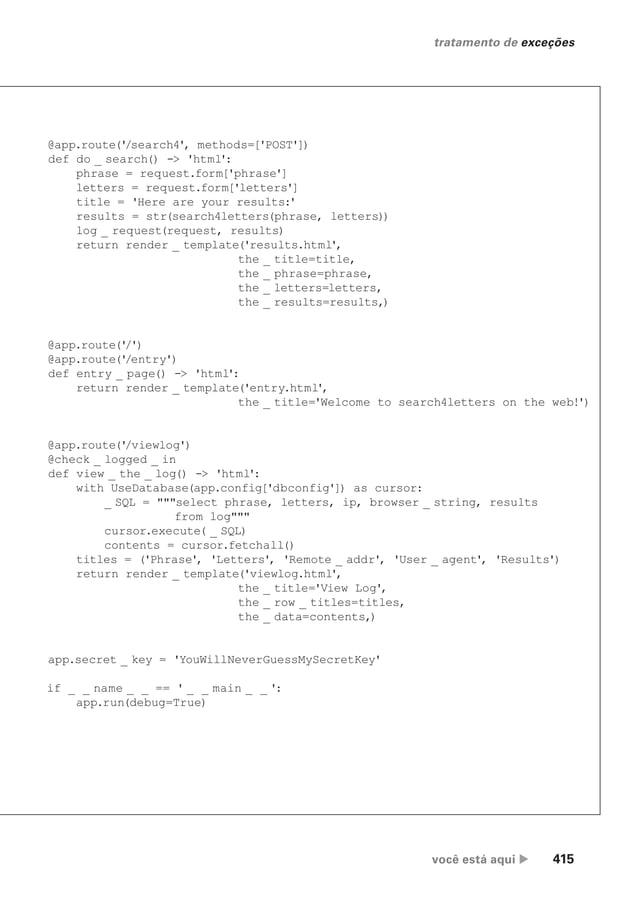 tratamento de exceções
@app.route('/search4', methods=['POST'])
def do _ search() -> 'html':
    phrase = request.form['phrase']
    letters = request.form['letters']
    title = 'Here are your results:'
    results = str(search4letters(phrase, letters))
    log _ request(request, results)
    return render _ template('results.html',
                           the _ title=title,
                           the _ phrase=phrase,
                           the _ letters=letters,
                           the _ results=results,)
@app.route('/')
@app.route('/entry')
def entry _ page() -> 'html':
    return render _ template('entry.html',
                           the _ title='Welcome to search4letters on the web!')
@app.route('/viewlog')
@check _ logged _ in
def view _ the _ log() -> 'html':
    with UseDatabase(app.config['dbconfig']) as cursor:
        _ SQL = """select phrase, letters, ip, browser _ string, results
                  from log"""
        cursor.execute( _ SQL)
        contents = cursor.fetchall()
    titles = ('Phrase', 'Letters', 'Remote _ addr', 'User _ agent', 'Results')
    return render _ template('viewlog.html',
                           the _ title='View Log',
                           the _ row _ titles=titles,
                           the _ data=contents,)
app.secret _ key = 'YouWillNeverGuessMySecretKey'
if _ _ name _ _ == ' _ _ main _ _ ':
    app.run(debug=True)
você está aqui ▶ 415